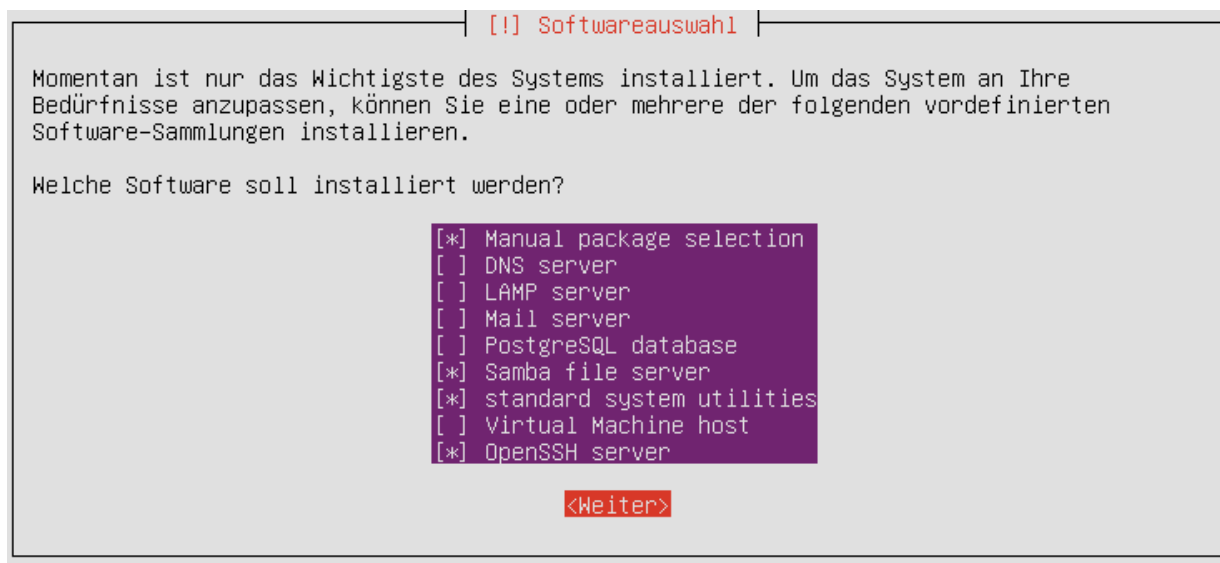 [!] Softwareauswahl
Momentan ist nur das Wichtigste des Systems installiert. Um das System an Ihre
Bedürfnisse anzupassen, können Sie eine oder mehrere der folgenden vordefinierten
Software-Sammlungen installieren.
Welche Software soll installiert werden?
[*] Manual package selection
[ ] DNS server
[ ] LAMP server
[ ] Mail server
[ ] PostgreSQL database
[*] Samba file server
[*] standard system utilities
[ ] Virtual Machine host
[*] OpenSSH server
<Weiter>